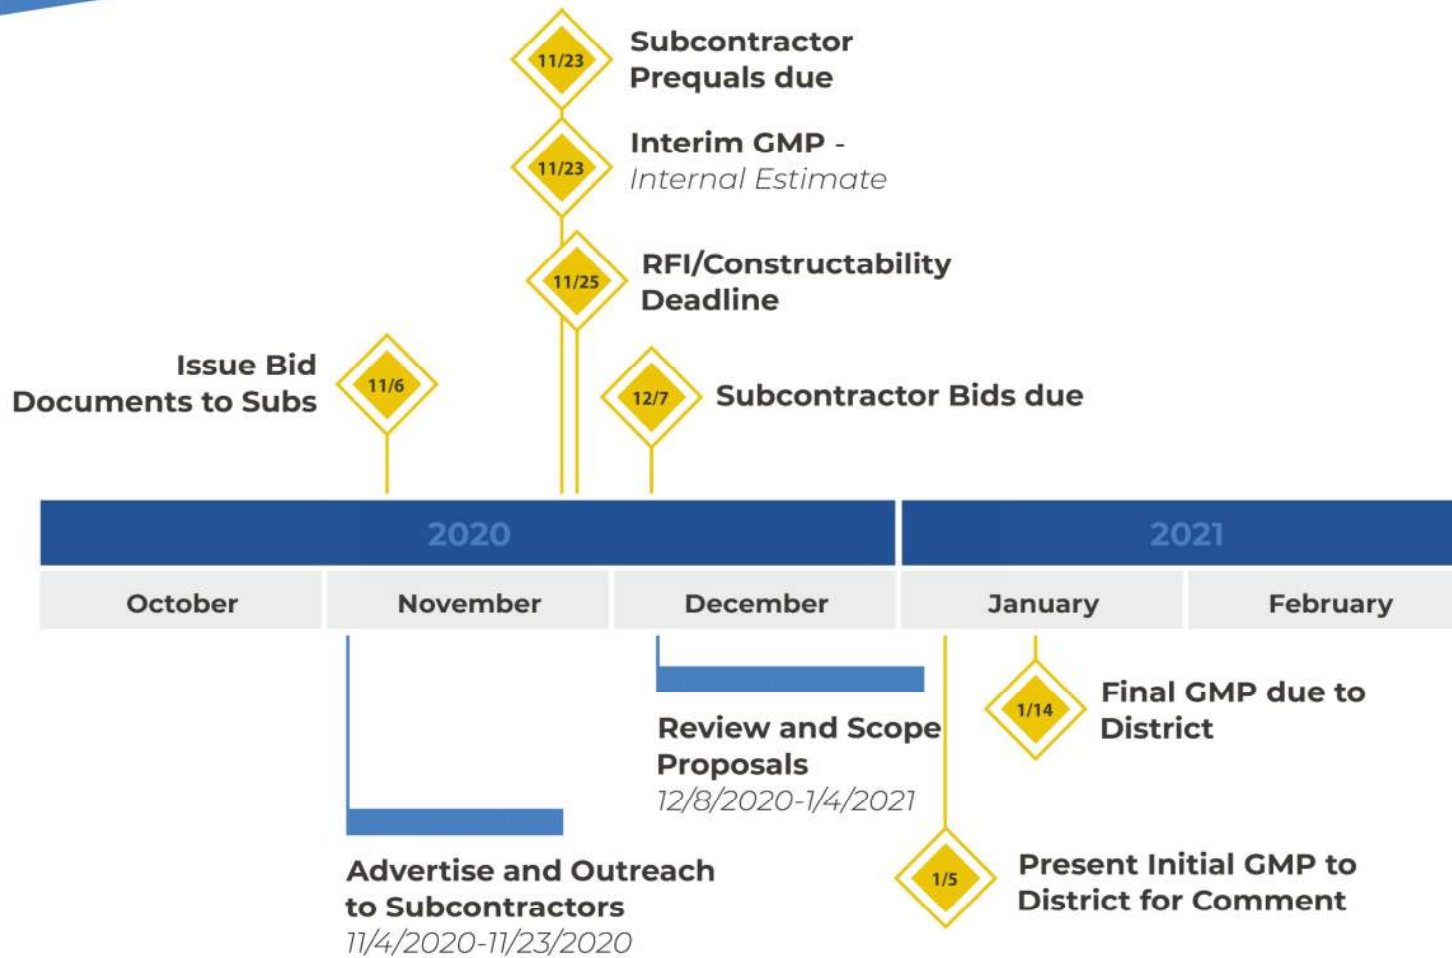 11/23
Subcontractor
Prequals due
11/23
Interim GMP -
Internal Estimate
11/25
RFI/Constructability
Deadline
Issue Bid
Documents to Subs
11/6
12/7
Subcontractor Bids due
2020
2021
October
November
December
January
February
Review and Scope
Proposals
12/8/2020-1/4/2021
1/14
Final GMP due to
District
Advertise and Outreach
to Subcontractors
11/4/2020-11/23/2020
1/5
Present Initial GMP to
District for Comment